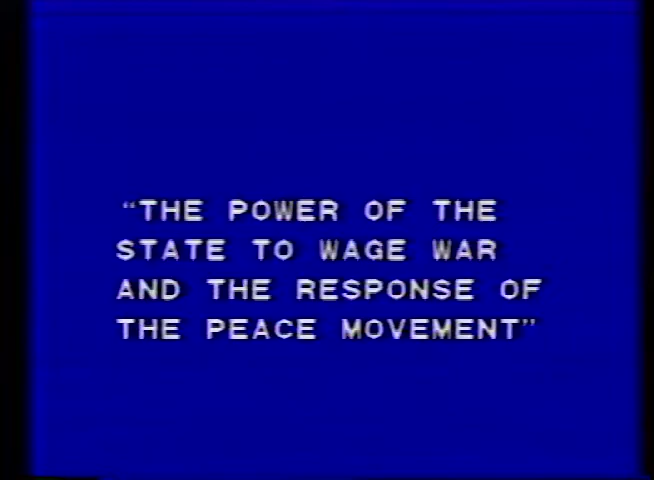 “THE POWER OF THE
STATE TO WAGE WAR
AND THE RESPONSE OF
THE PEACE MOVEMENT”